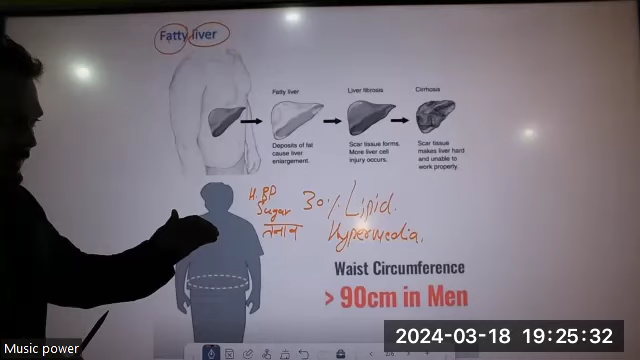 Fatty liver
Fatty liver
Deposits of fat
cause liver
enlargement.
Liver fibrosis
Scar tissue forms.
More liver cell
injury occurs.
Cirrhosis
Scar tissue
makes liver hard
and unable to
work properly.
H. BP
Sugar
तनाव
30% Lipid.
Hypermedia,
Waist Circumference
> 90cm in Men
Music power
2024-03-18 19:25:32